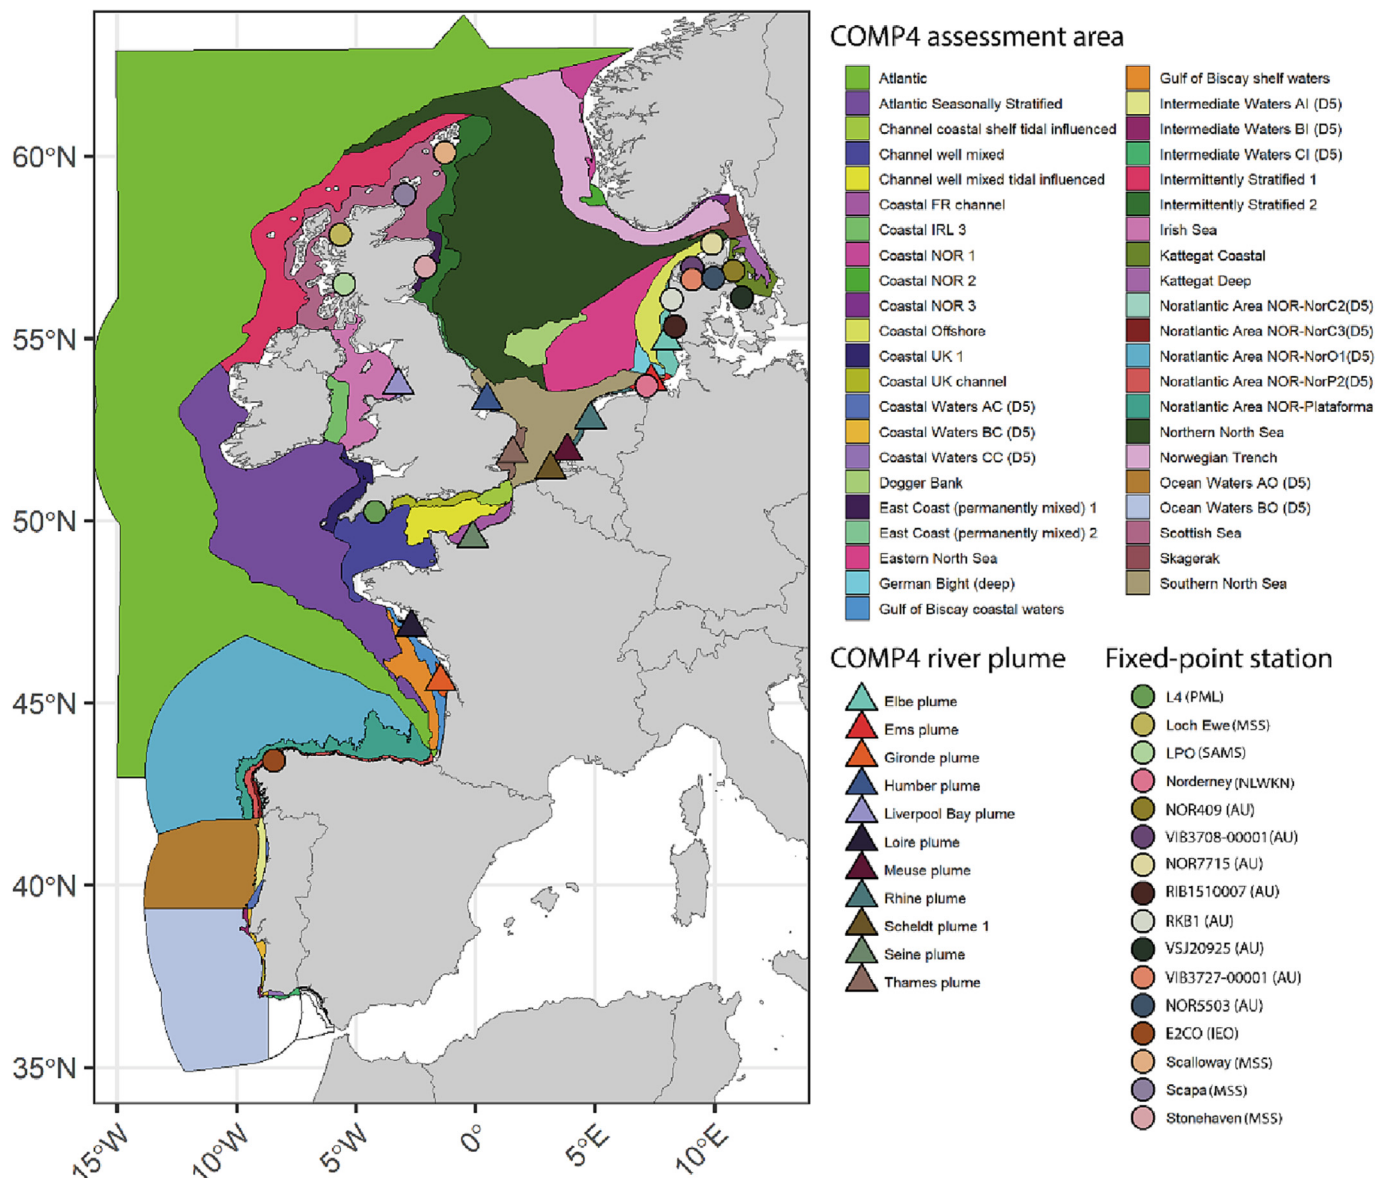 COMP4 assessment area
Atlantic
Atlantic Seasonally Stratified
Channel coastal shelf tidal influenced
Channel well mixed
Channel well mixed tidal influenced
Coastal FR channel
Coastal IRL 3
Coastal NOR 1
Coastal NOR 2
Coastal NOR 3
Coastal Offshore
Coastal UK 1
Coastal UK channel
Coastal Waters AC (D5)
Coastal Waters BC (D5)
Coastal Waters CC (D5)
Dogger Bank
East Coast (permanently mixed) 1
East Coast (permanently mixed) 2
Eastern North Sea
German Bight (deep)
Gulf of Biscay coastal waters
Gulf of Biscay shelf waters
Intermediate Waters AI (D5)
Intermediate Waters BI (D5)
Intermediate Waters CI (D5)
Intermittently Stratified 1
Intermittently Stratified 2
Irish Sea
Kattegat Coastal
Kattegat Deep
Noratlantic Area NOR-NorC2(D5)
Noratlantic Area NOR-NorC3(D5)
Noratlantic Area NOR-NorO1(D5)
Noratlantic Area NOR-NorP2(D5)
Noratlantic Area NOR-Plataforma
Northern North Sea
Norwegian Trench
Ocean Waters AO (D5)
Ocean Waters BO (D5)
Scottish Sea
Skagerak
Southern North Sea
COMP4 river plume
Elbe plume
Ems plume
Gironde plume
Humber plume
Liverpool Bay plume
Loire plume
Meuse plume
Rhine plume
Scheldt plume 1
Seine plume
Thames plume
Fixed-point station
L4 (PML)
Loch Ewe (MSS)
LPO (SAMS)
Norderney (NLWKN)
NOR409 (AU)
VIB3708-00001 (AU)
NOR7715 (AU)
RIB1510007 (AU)
RKB1 (AU)
VSJ20925 (AU)
VIB3727-00001 (AU)
NOR5503 (AU)
E2CO (IEO)
Scalloway (MSS)
Scapa (MSS)
Stonehaven (MSS)
60°N
55°N
50°N
45°N
40°N
35°N
15°W
10°W
5°W
0°
5°E
10°E